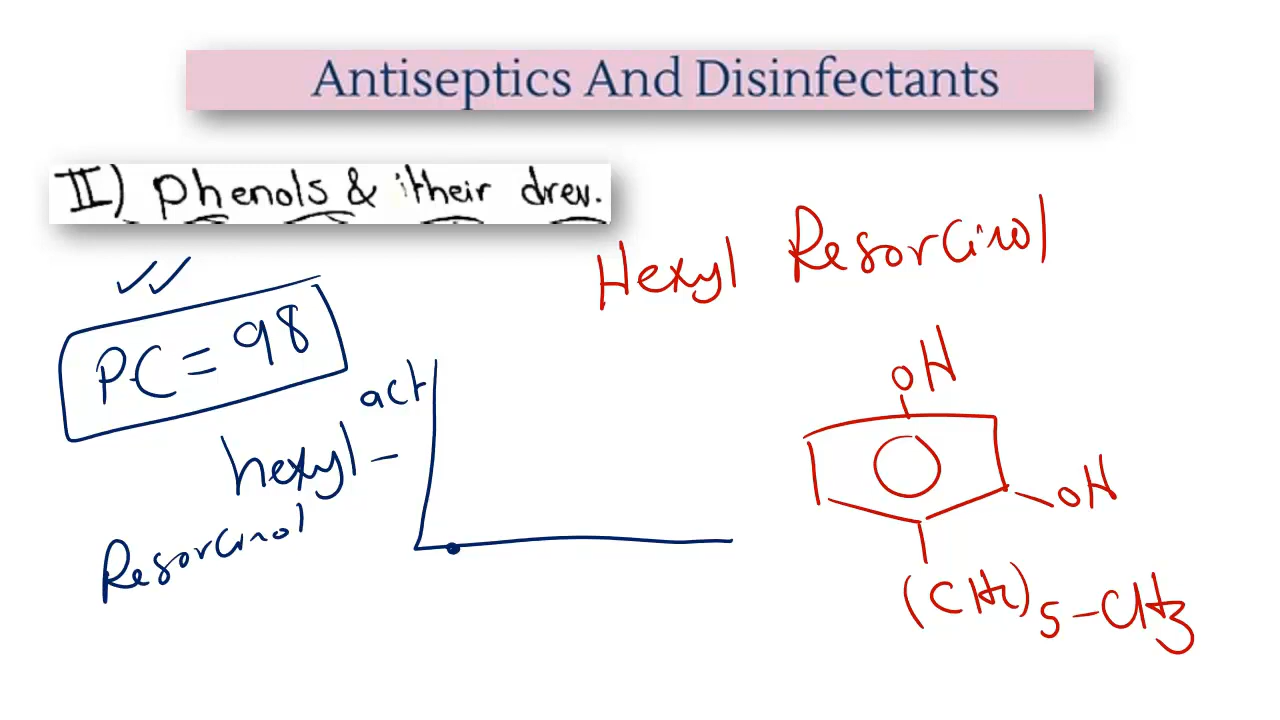 Antiseptics And Disinfectants
II) phenols & their drev.
Hexyl Resorcinol
PC = 98
act
hexyl -
Resorcinol
OH
OH
(CH2)5-CH3